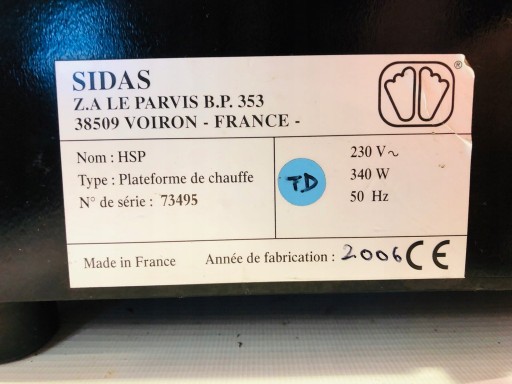 SIDAS
®
Z.A LE PARVIS B.P. 353
38509 VOIRON - FRANCE -
Nom : HSP
Type : Plateforme de chauffe
N° de série : 73495
TD
230 V~
340 W
50 Hz
Made in France
Année de fabrication : 2006 CE